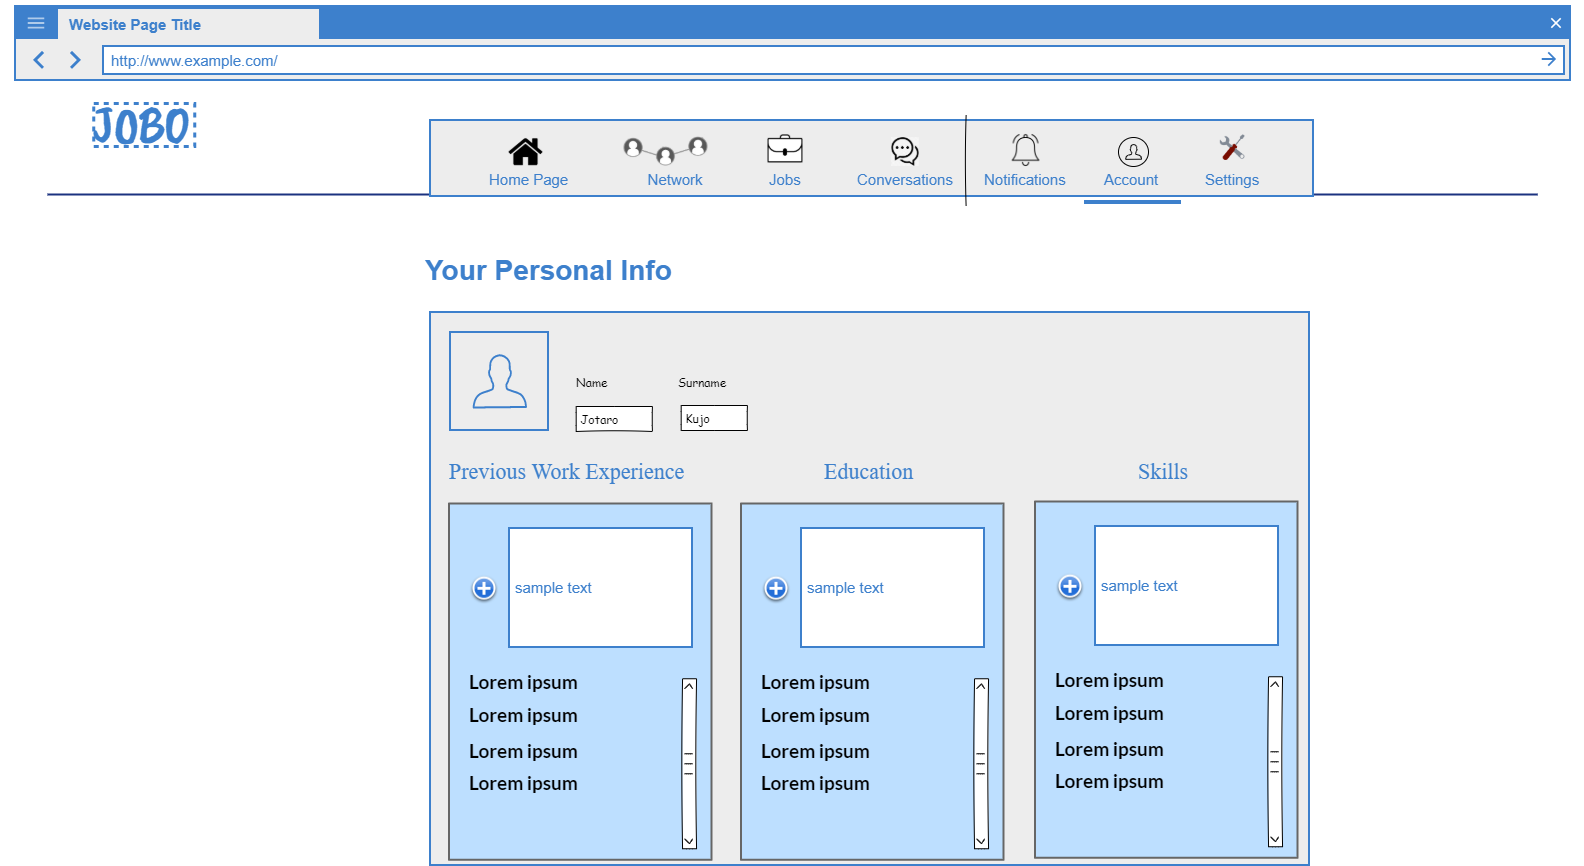 Website Page Title
http://www.example.com/
JOBO
Home Page Network Jobs Conversations Notifications Account Settings
Your Personal Info
Name Surname
Jotaro Kujo
Previous Work Experience Education Skills
sample text sample text sample text
Lorem ipsum Lorem ipsum Lorem ipsum
Lorem ipsum Lorem ipsum Lorem ipsum
Lorem ipsum Lorem ipsum Lorem ipsum
Lorem ipsum Lorem ipsum Lorem ipsum